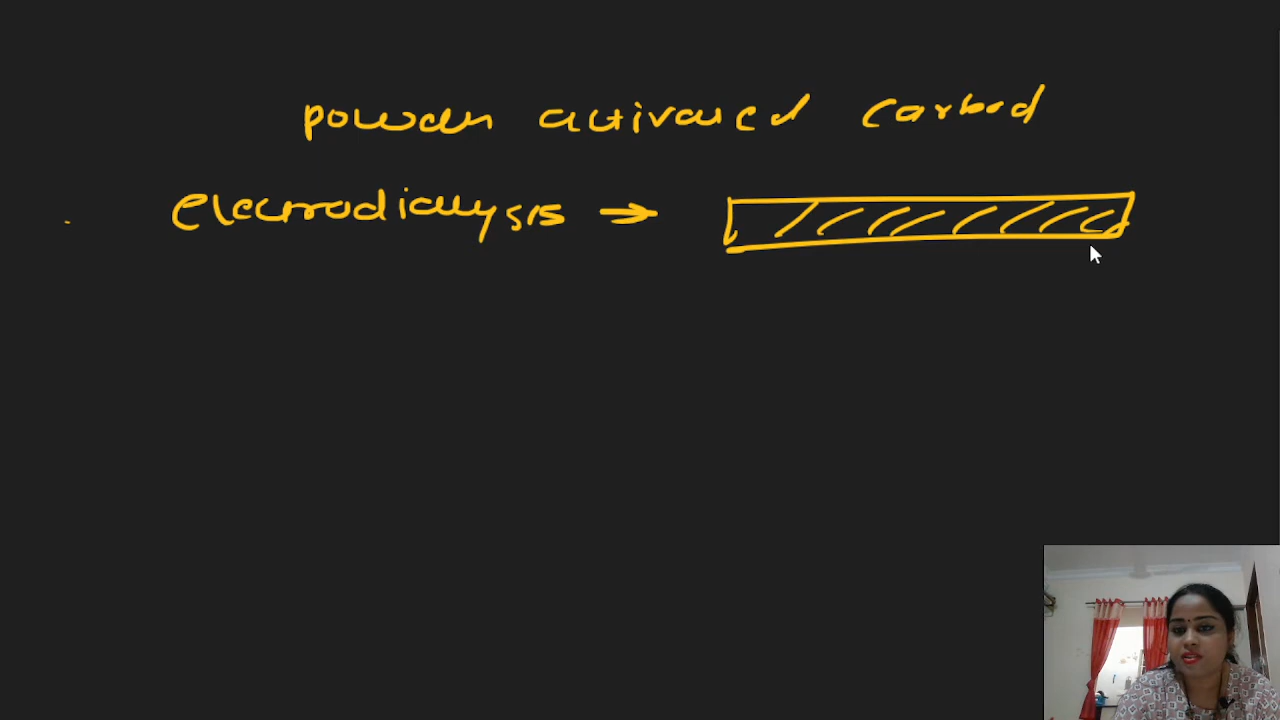 powder activated carbon
electrodialysis →